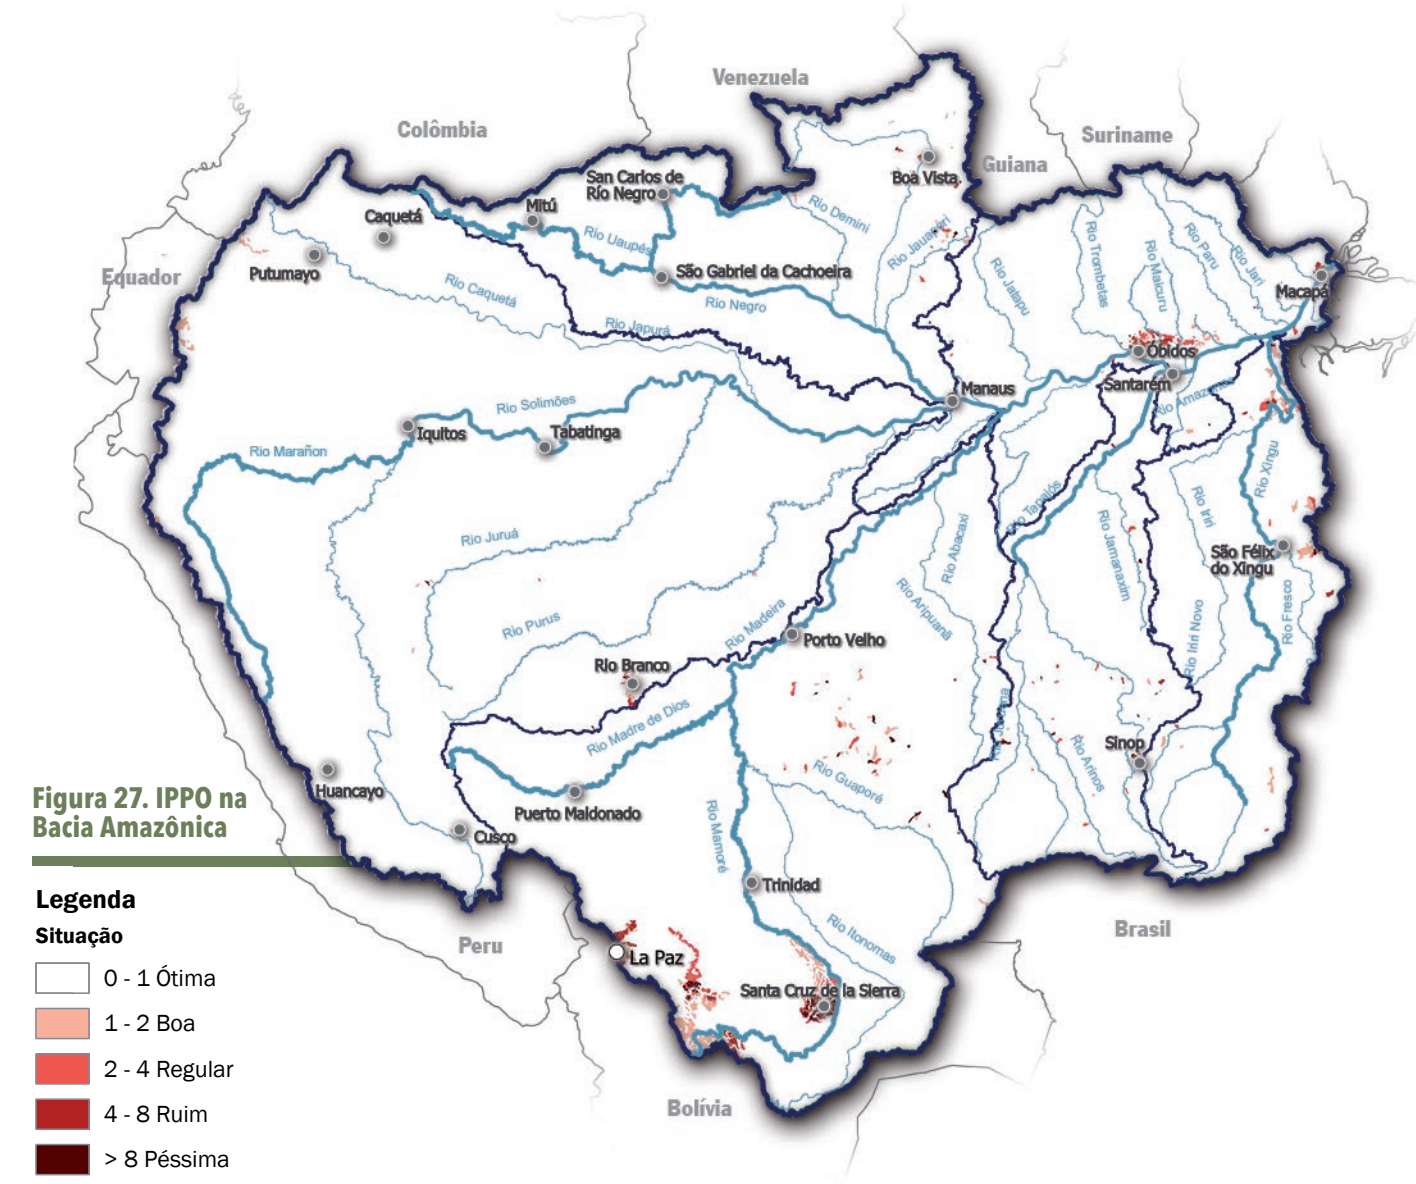 Venezuela
Colômbia
Suriname
Guiana
Equador
San Carlos de
Río Negro
Boa Vista
Mitú
Caquetá
Rio Demini
Rio Uaupés
Rio Jauaperi
Rio Trombetas
Rio Maicuru
Rio Paru
Rio Jari
Putumayo
São Gabriel da Cachoeira
Macapá
Rio Caquetá
Rio Negro
Rio Jatapu
Rio Japurá
Óbidos
Santarém
Manaus
Rio Amazonas
Rio Solimões
Iquitos
Tabatinga
Rio Marañon
Rio Xingu
Rio Tapajós
Rio Iriri
Rio Juruá
Rio Abacaxi
Rio Jamanaxim
São Félix
do Xingu
Rio Aripuanã
Rio Fresco
Rio Purus
Rio Madeira
Porto Velho
Rio Iriri Novo
Rio Branco
Rio Madre de Dios
Rio Juruena
Sinop
Rio Arinos
Rio Guaporé
Huancayo
Puerto Maldonado
Rio Mamoré
Cusco
Trinidad
Rio Itonomas
Brasil
Peru
La Paz
Santa Cruz de la Sierra
Bolívia
Figura 27. IPPO na
Bacia Amazônica
Legenda
Situação
0 - 1 Ótima
1 - 2 Boa
2 - 4 Regular
4 - 8 Ruim
> 8 Péssima